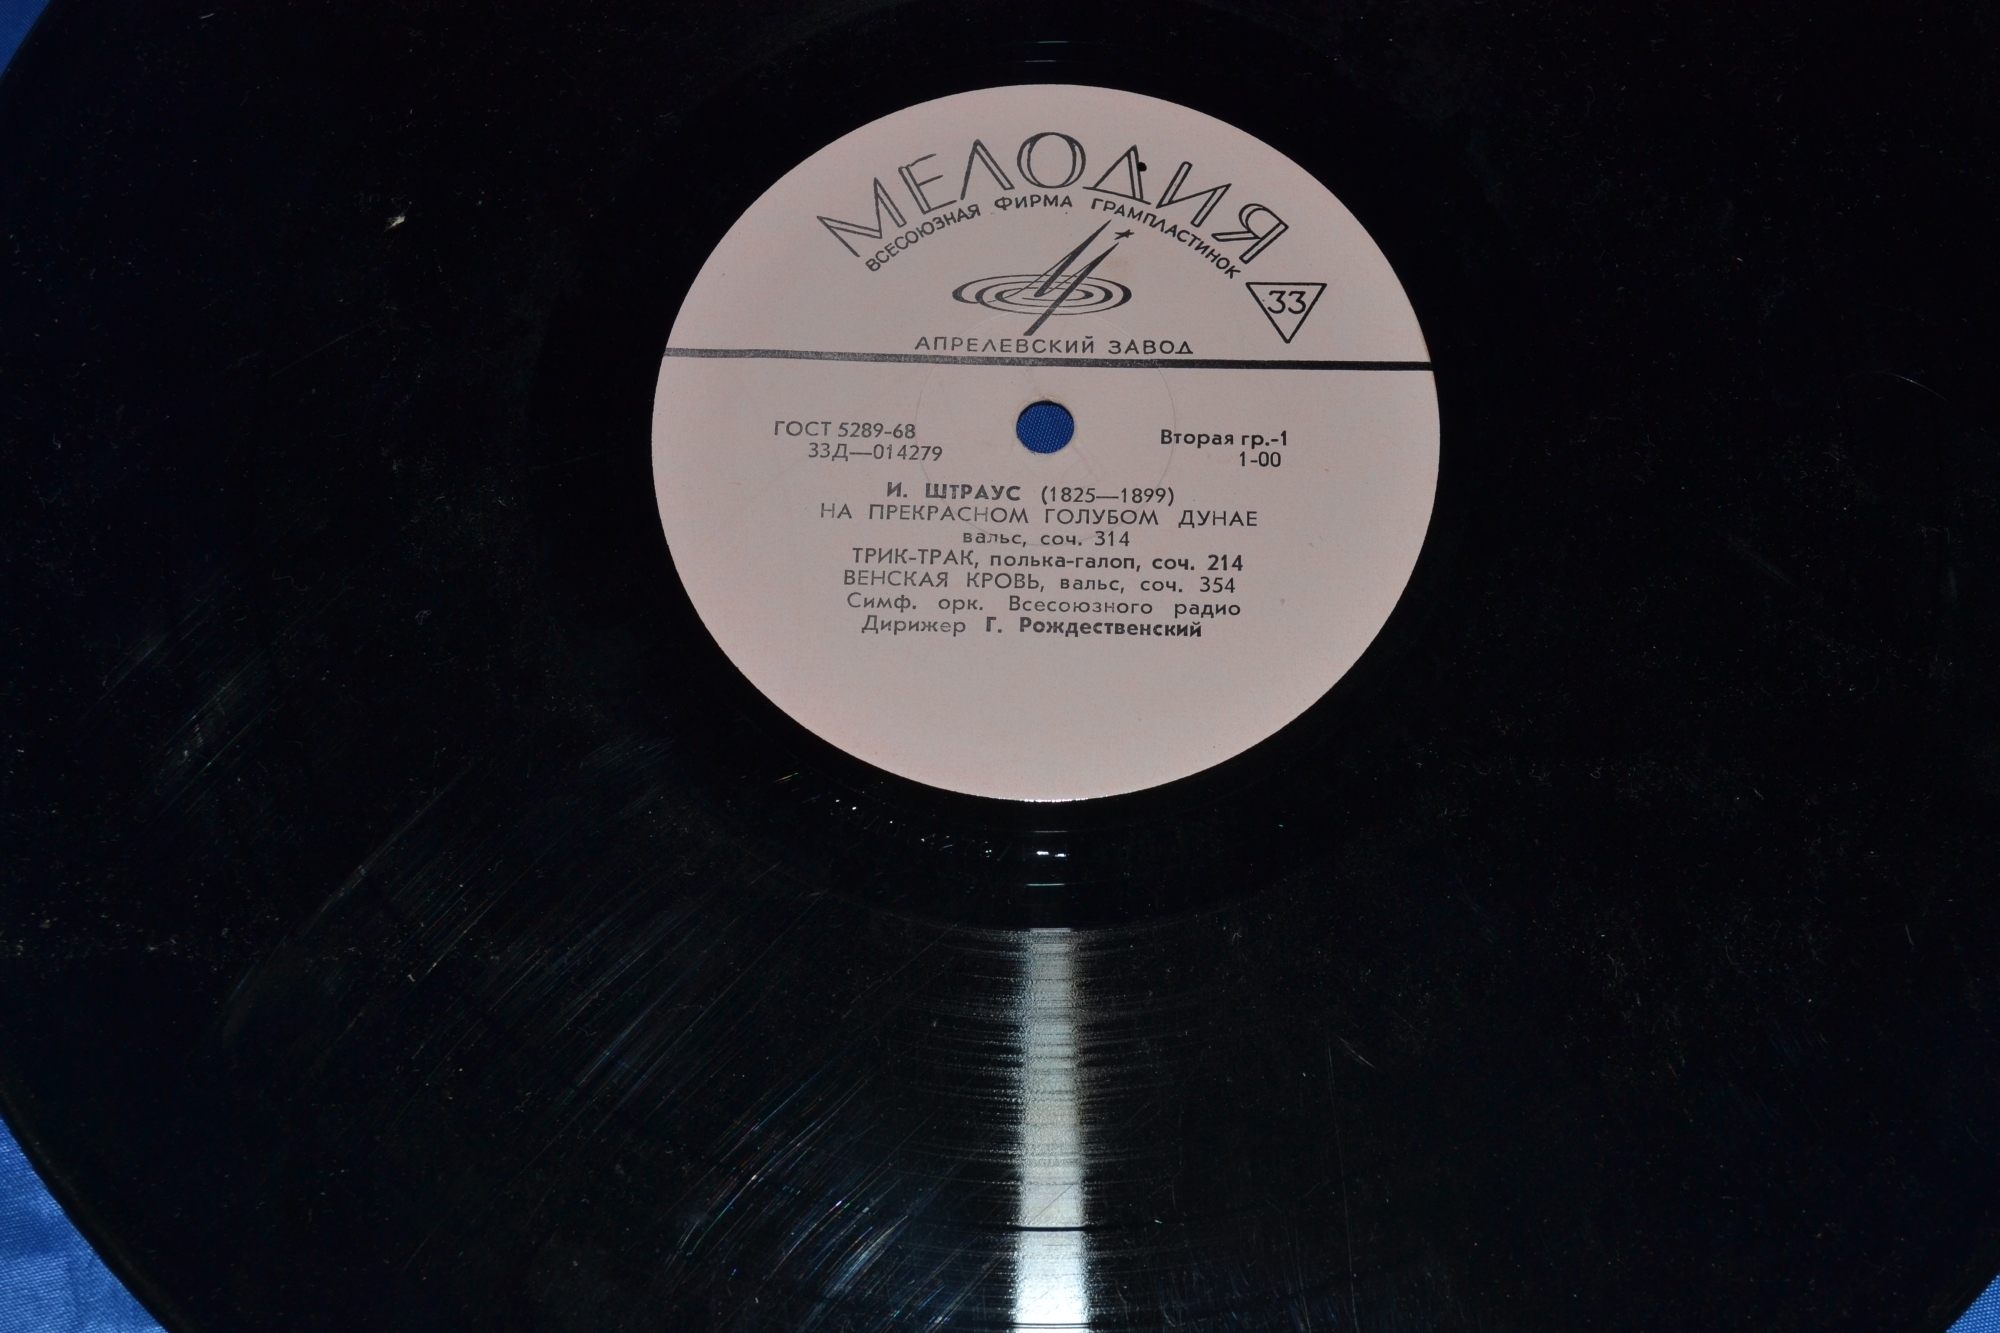 МЕЛОДИЯ
ВСЕСОЮЗНАЯ ФИРМА ГРАМПЛАСТИНОК
33
АПРЕЛЕВСКИЙ ЗАВОД
ГОСТ 5289-68
33Д—014279
Вторая гр.-1
1-00
И. ШТРАУС (1825—1899)
НА ПРЕКРАСНОМ ГОЛУБОМ ДУНАЕ
вальс, соч. 314
ТРИК-ТРАК, полька-галоп, соч. 214
ВЕНСКАЯ КРОВЬ, вальс, соч. 354
Симф. орк. Всесоюзного радио
Дирижер Г. Рождественский